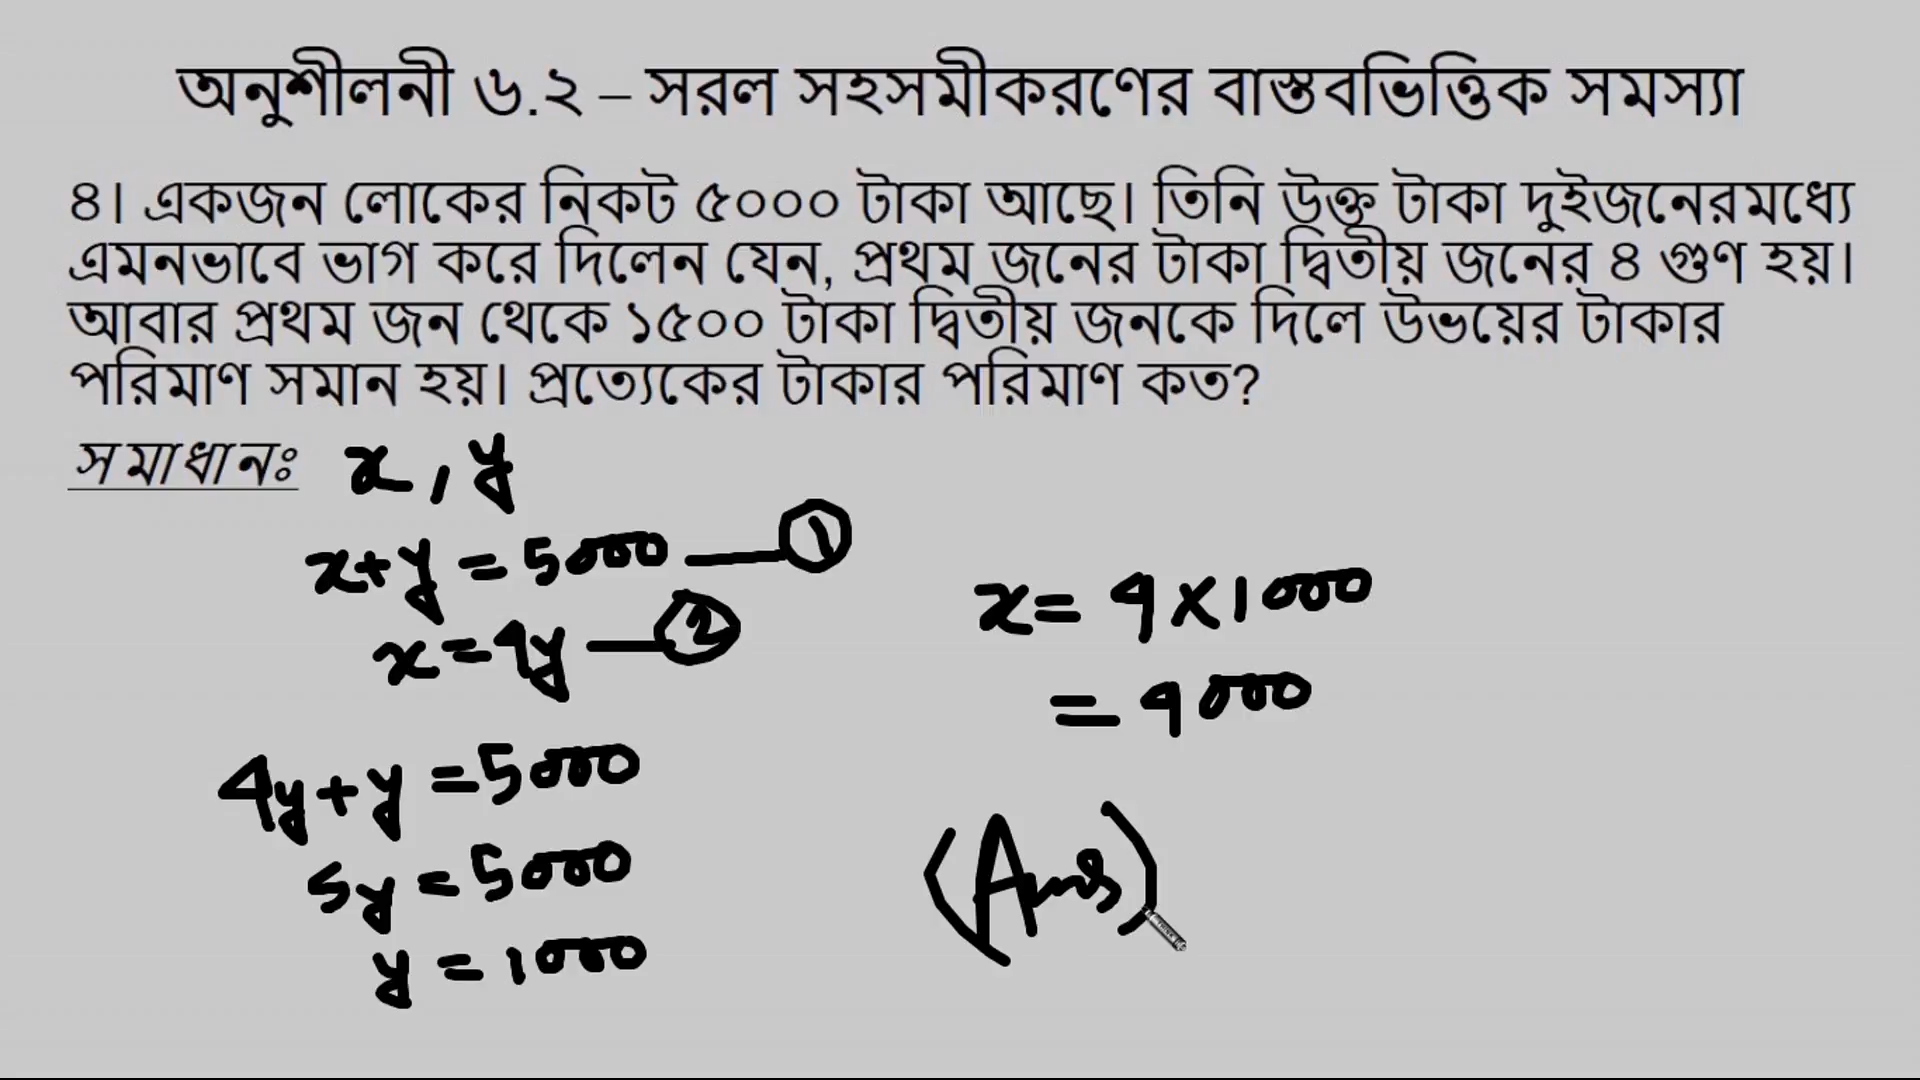 অনুশীলনী ৬.২ – সরল সহসমীকরণের বাস্তবভিত্তিক সমস্যা
৪। একজন লোকের নিকট ৫০০০ টাকা আছে। তিনি উক্ত টাকা দুইজনেরমধ্যে
এমনভাবে ভাগ করে দিলেন যেন, প্রথম জনের টাকা দ্বিতীয় জনের ৪ গুণ হয়।
আবার প্রথম জন থেকে ১৫০০ টাকা দ্বিতীয় জনকে দিলে উভয়ের টাকার
পরিমাণ সমান হয়। প্রত্যেকের টাকার পরিমাণ কত?
সমাধানঃ x, y
x+y = 5000 — ①
x = 4y — ②
4y+y = 5000
5y = 5000
y = 1000
x = 4×1000
= 4000
(Ans)